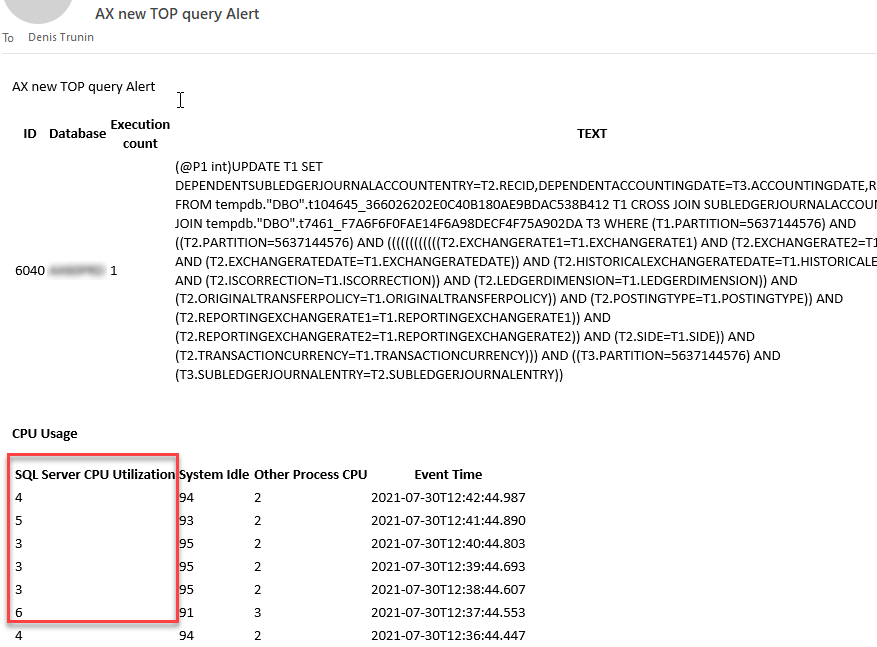 AX new TOP query Alert
To Denis Trunin
AX new TOP query Alert
ID Database Execution count TEXT
(@P1 int)UPDATE T1 SET
DEPENDENTSUBLEDGERJOURNALACCOUNTENTRY=T2.RECID,DEPENDENTACCOUNTINGDATE=T3.ACCOUNTINGDATE,R
FROM tempdb."DBO".t104645_366026202E0C40B180AE9BDAC538B412 T1 CROSS JOIN SUBLEDGERJOURNALACCOU
JOIN tempdb."DBO".t7461_F7A6F6F0FAE14F6A98DECF4F75A902DA T3 WHERE (T1.PARTITION=5637144576) AND
((T2.PARTITION=5637144576) AND ((((((((((((T2.EXCHANGERATE1=T1.EXCHANGERATE1) AND (T2.EXCHANGERATE2=T1
AND (T2.EXCHANGERATEDATE=T1.EXCHANGERATEDATE)) AND (T2.HISTORICALEXCHANGERATEDATE=T1.HISTORICALE
6040 1 AND (T2.ISCORRECTION=T1.ISCORRECTION)) AND (T2.LEDGERDIMENSION=T1.LEDGERDIMENSION)) AND
(T2.ORIGINALTRANSFERPOLICY=T1.ORIGINALTRANSFERPOLICY)) AND (T2.POSTINGTYPE=T1.POSTINGTYPE)) AND
(T2.REPORTINGEXCHANGERATE1=T1.REPORTINGEXCHANGERATE1)) AND
(T2.REPORTINGEXCHANGERATE2=T1.REPORTINGEXCHANGERATE2)) AND (T2.SIDE=T1.SIDE)) AND
(T2.TRANSACTIONCURRENCY=T1.TRANSACTIONCURRENCY))) AND ((T3.PARTITION=5637144576) AND
(T3.SUBLEDGERJOURNALENTRY=T2.SUBLEDGERJOURNALENTRY))
CPU Usage
SQL Server CPU Utilization System Idle Other Process CPU Event Time
4 94 2 2021-07-30T12:42:44.987
5 93 2 2021-07-30T12:41:44.890
3 95 2 2021-07-30T12:40:44.803
3 95 2 2021-07-30T12:39:44.693
3 95 2 2021-07-30T12:38:44.607
6 91 3 2021-07-30T12:37:44.553
4 94 2 2021-07-30T12:36:44.447